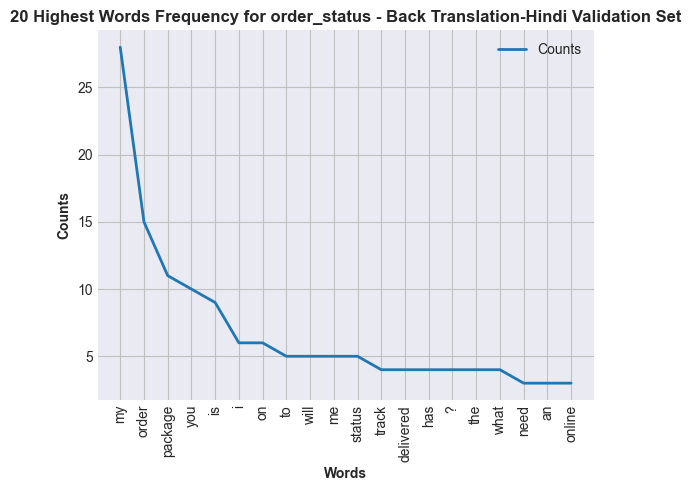 20 Highest Words Frequency for order_status - Back Translation-Hindi Validation Set
Counts
25
20
15
10
5
Counts
my
order
package
you
is
i
on
to
will
me
status
track
delivered
has
?
the
what
need
an
online
Words